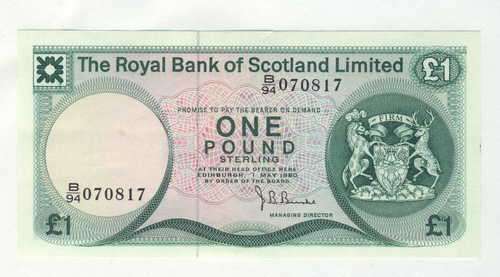 The Royal Bank of Scotland Limited
£1
B/94 070817
PROMISE TO PAY THE BEARER ON DEMAND
ONE
POUND
STERLING
AT THEIR HEAD OFFICE HERE
EDINBURGH, 1 MAY 1980
BY ORDER OF THE BOARD
B/94 070817
MANAGING DIRECTOR
FIRM
£1
£1